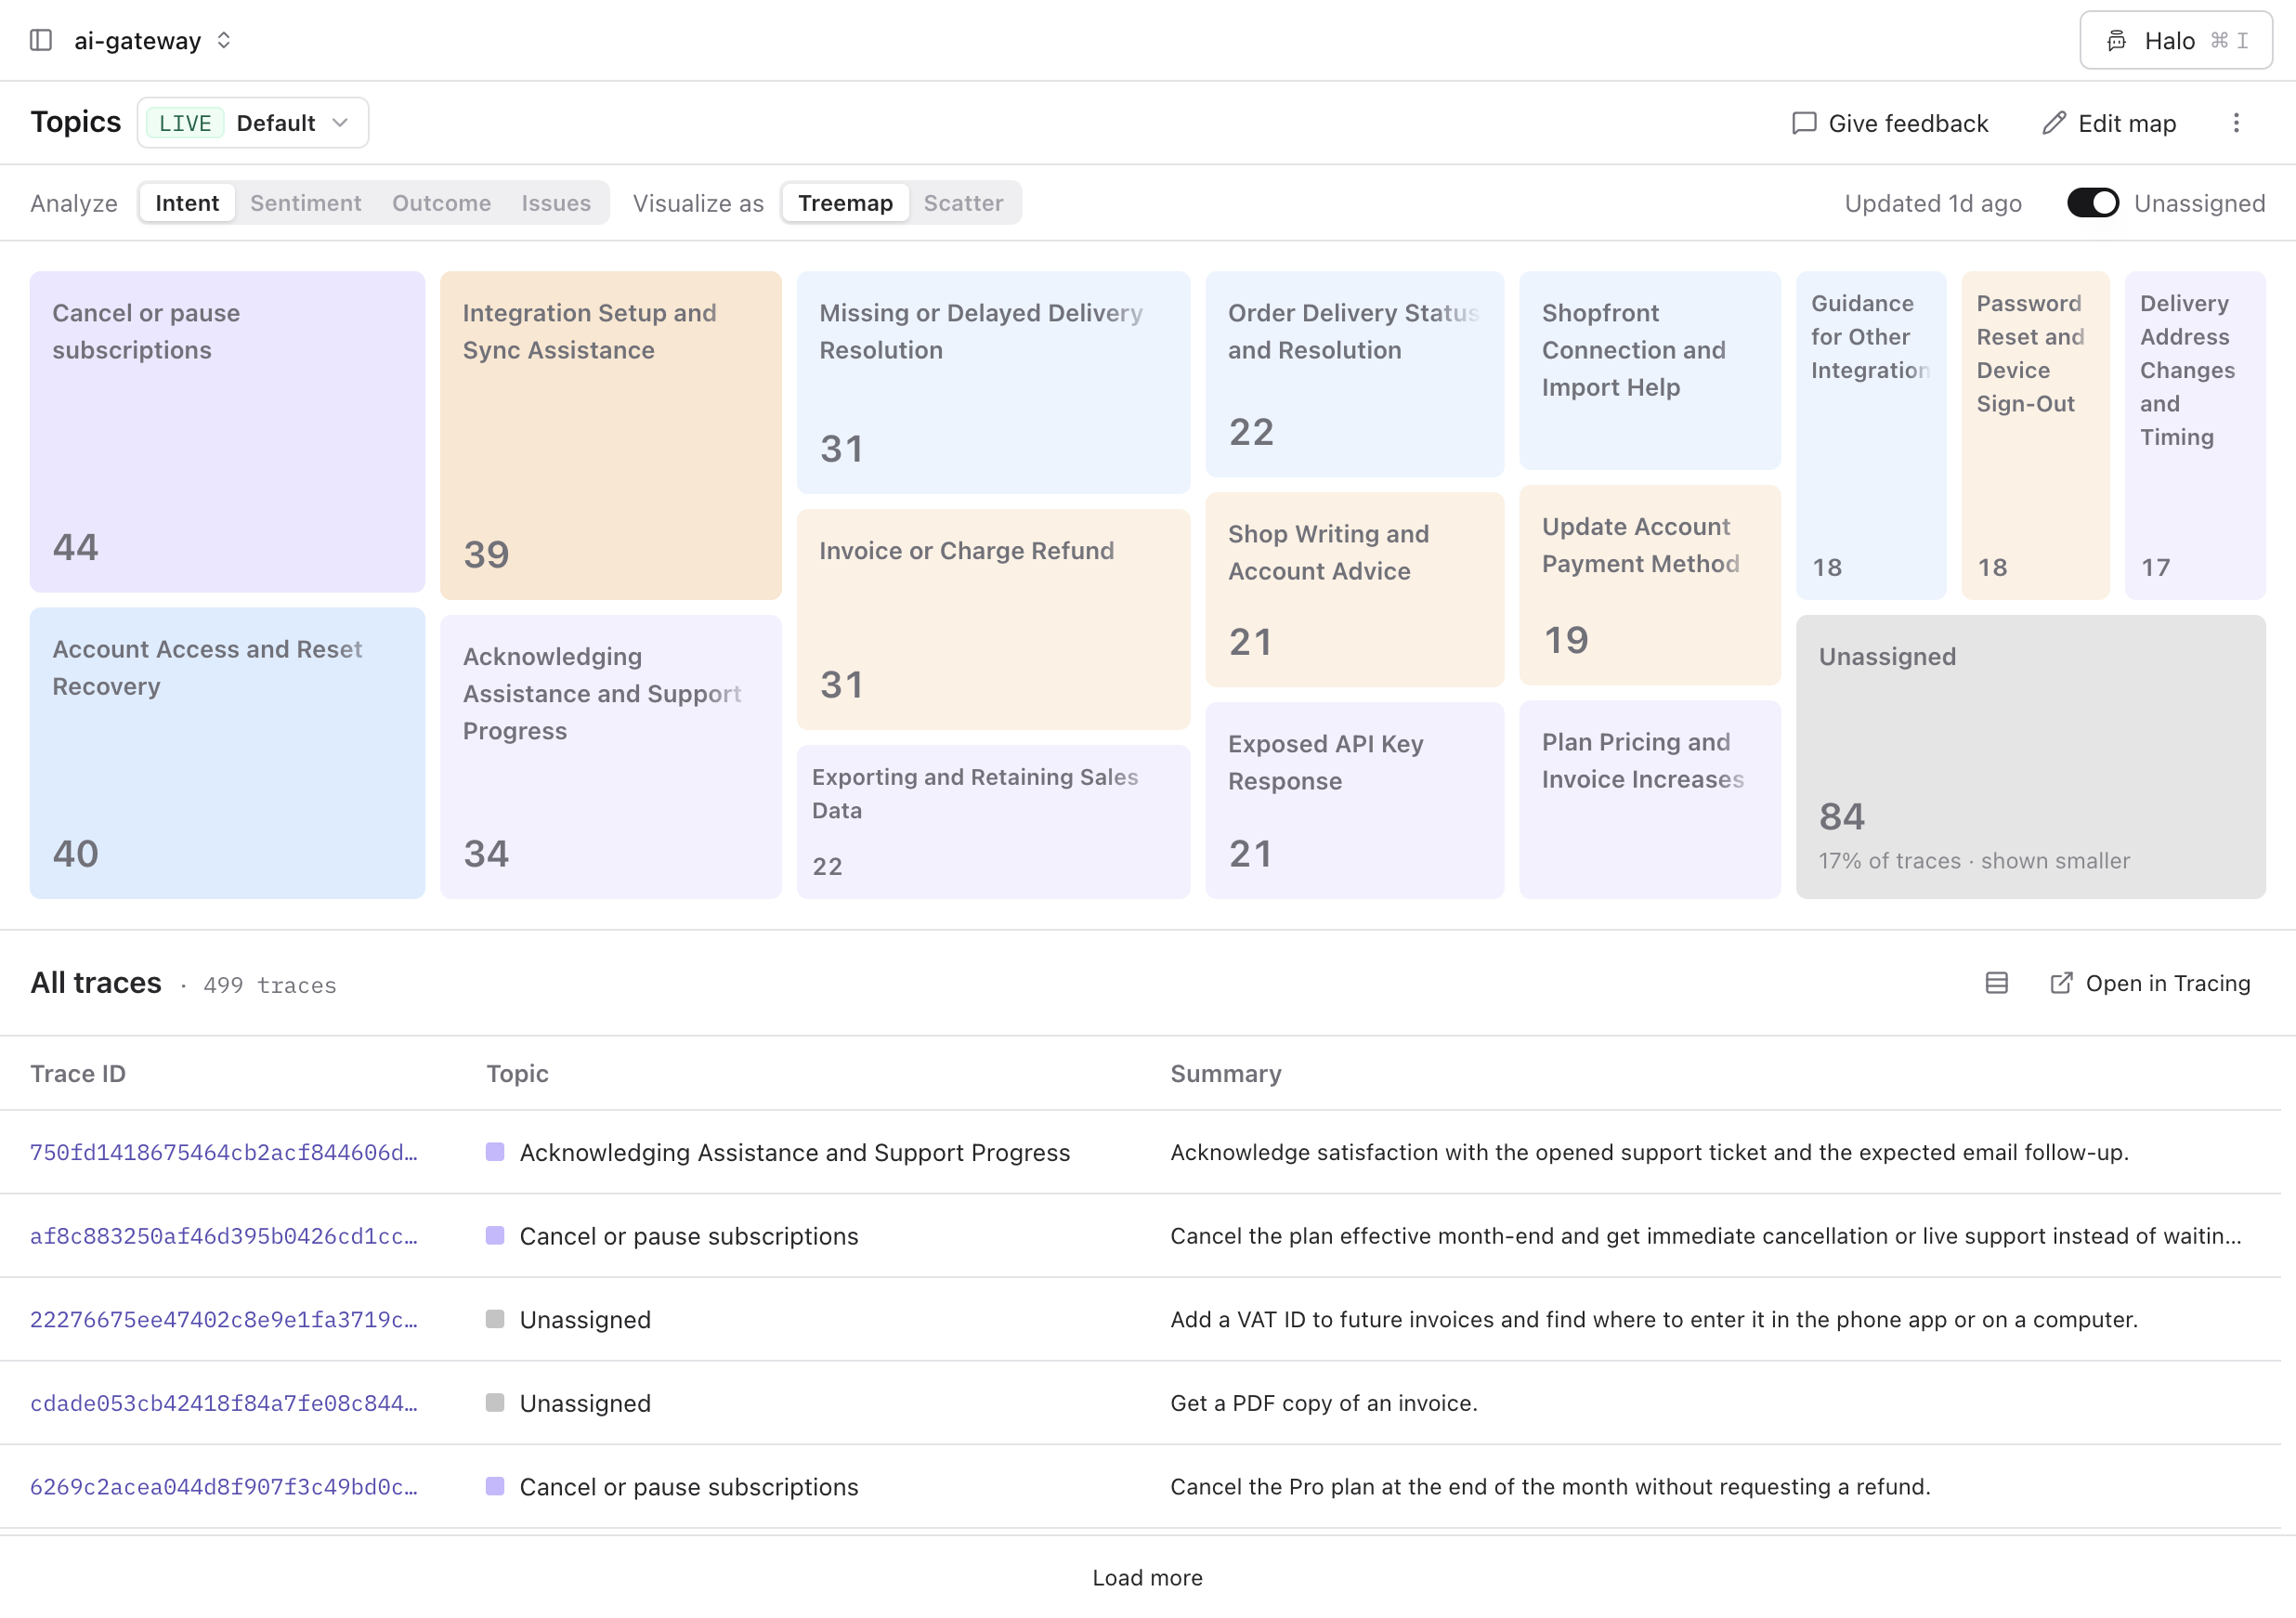 ai-gateway
Halo ⌘ I
Topics
LIVE Default
Give feedback
Edit map
Analyze
Intent
Sentiment
Outcome
Issues
Visualize as
Treemap
Scatter
Updated 1d ago
Unassigned
Cancel or pause
subscriptions
44
Account Access and Reset
Recovery
40
Integration Setup and
Sync Assistance
39
Acknowledging
Assistance and Support
Progress
34
Missing or Delayed Delivery
Resolution
31
Invoice or Charge Refund
31
Exporting and Retaining Sales
Data
22
Order Delivery Status
and Resolution
22
Shop Writing and
Account Advice
21
Exposed API Key
Response
21
Shopfront
Connection and
Import Help
Update Account
Payment Method
19
Plan Pricing and
Invoice Increases
Guidance
for Other
Integration
18
Password
Reset and
Device
Sign-Out
18
Delivery
Address
Changes
and
Timing
17
Unassigned
84
17% of traces · shown smaller
All traces · 499 traces
Open in Tracing
Trace ID
Topic
Summary
750fd1418675464cb2acf844606d…
Acknowledging Assistance and Support Progress
Acknowledge satisfaction with the opened support ticket and the expected email follow-up.
af8c883250af46d395b0426cd1cc…
Cancel or pause subscriptions
Cancel the plan effective month-end and get immediate cancellation or live support instead of waitin…
22276675ee47402c8e9e1fa3719c…
Unassigned
Add a VAT ID to future invoices and find where to enter it in the phone app or on a computer.
cdade053cb42418f84a7fe08c844…
Unassigned
Get a PDF copy of an invoice.
6269c2acea044d8f907f3c49bd0c…
Cancel or pause subscriptions
Cancel the Pro plan at the end of the month without requesting a refund.
Load more